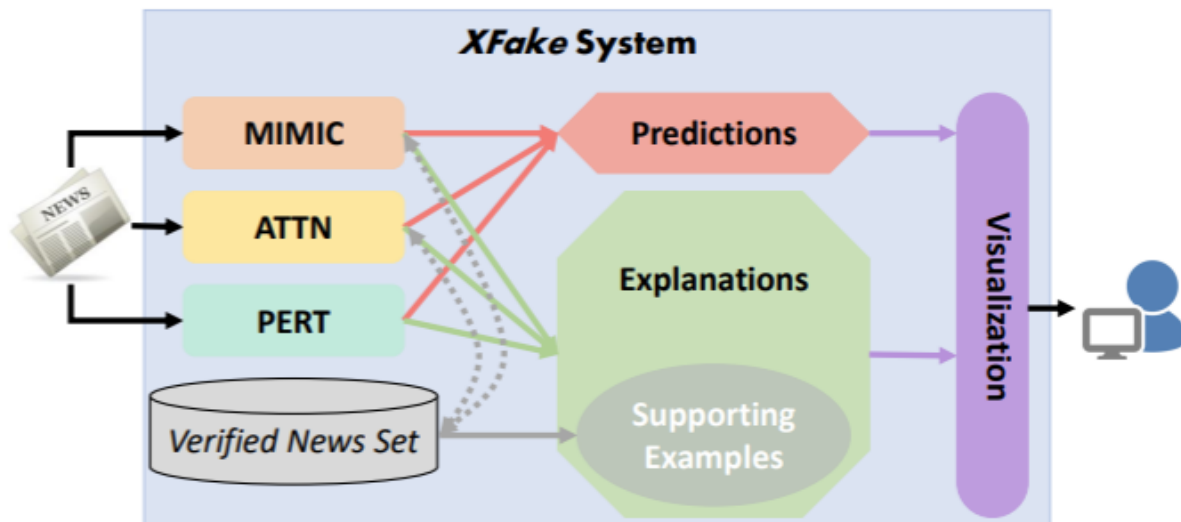 XFake System
MIMIC
Predictions
NEWS
ATTN
Explanations
PERT
Visualization
Verified News Set
Supporting
Examples